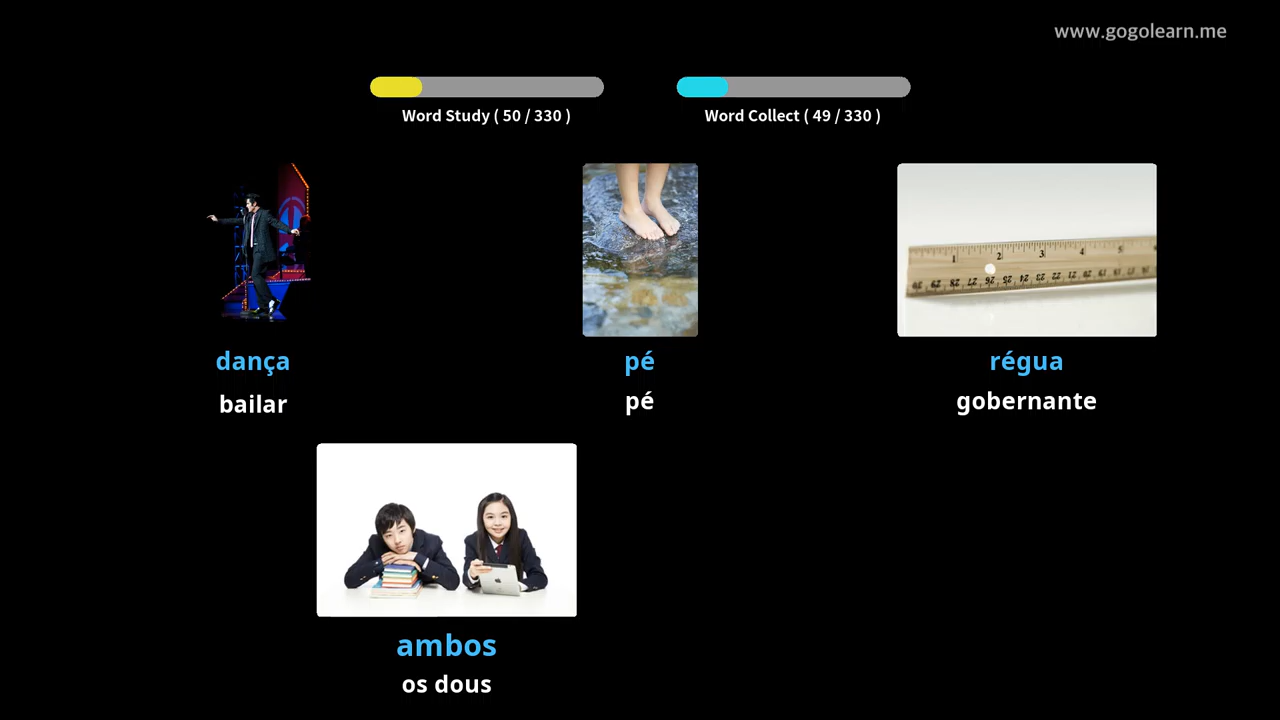 www.gogolearn.me
Word Study ( 50 / 330 )
Word Collect ( 49 / 330 )
dança
bailar
pé
pé
régua
gobernante
ambos
os dous